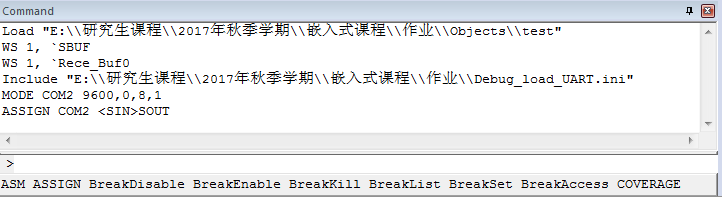 Command
Load "E:\\研究生课程\\2017年秋季学期\\嵌入式课程\\作业\\Objects\\test"
WS 1, `SBUF
WS 1, `Rece_Buf0
Include "E:\\研究生课程\\2017年秋季学期\\嵌入式课程\\作业\\Debug_load_UART.ini"
MODE COM2 9600,0,8,1
ASSIGN COM2 <SIN>SOUT
>
ASM ASSIGN BreakDisable BreakEnable BreakKill BreakList BreakSet BreakAccess COVERAGE